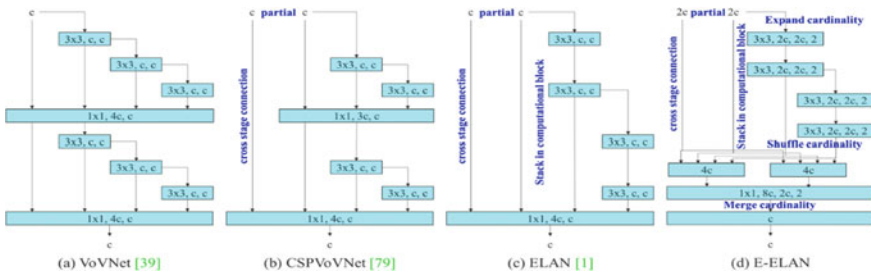 c
3x3, c, c
3x3, c, c
3x3, c, c
1x1, 4c, c
3x3, c, c
3x3, c, c
3x3, c, c
1x1, 4c, c
c
(a) VoVNet [39]
c partial c
cross stage connection
3x3, c, c
3x3, c, c
1x1, 3c, c
3x3, c, c
3x3, c, c
1x1, 4c, c
c
(b) CSPVoVNet [79]
c partial c
cross stage connection
Stack in computational block
3x3, c, c
3x3, c, c
3x3, c, c
3x3, c, c
1x1, 4c, c
c
(c) ELAN [1]
2c partial 2c
Expand cardinality
cross stage connection
Stack in computational block
3x3, 2c, 2c, 2
3x3, 2c, 2c, 2
3x3, 2c, 2c, 2
3x3, 2c, 2c, 2
Shuffle cardinality
4c
4c
1x1, 8c, 2c, 2
Merge cardinality
c
c
(d) E-ELAN